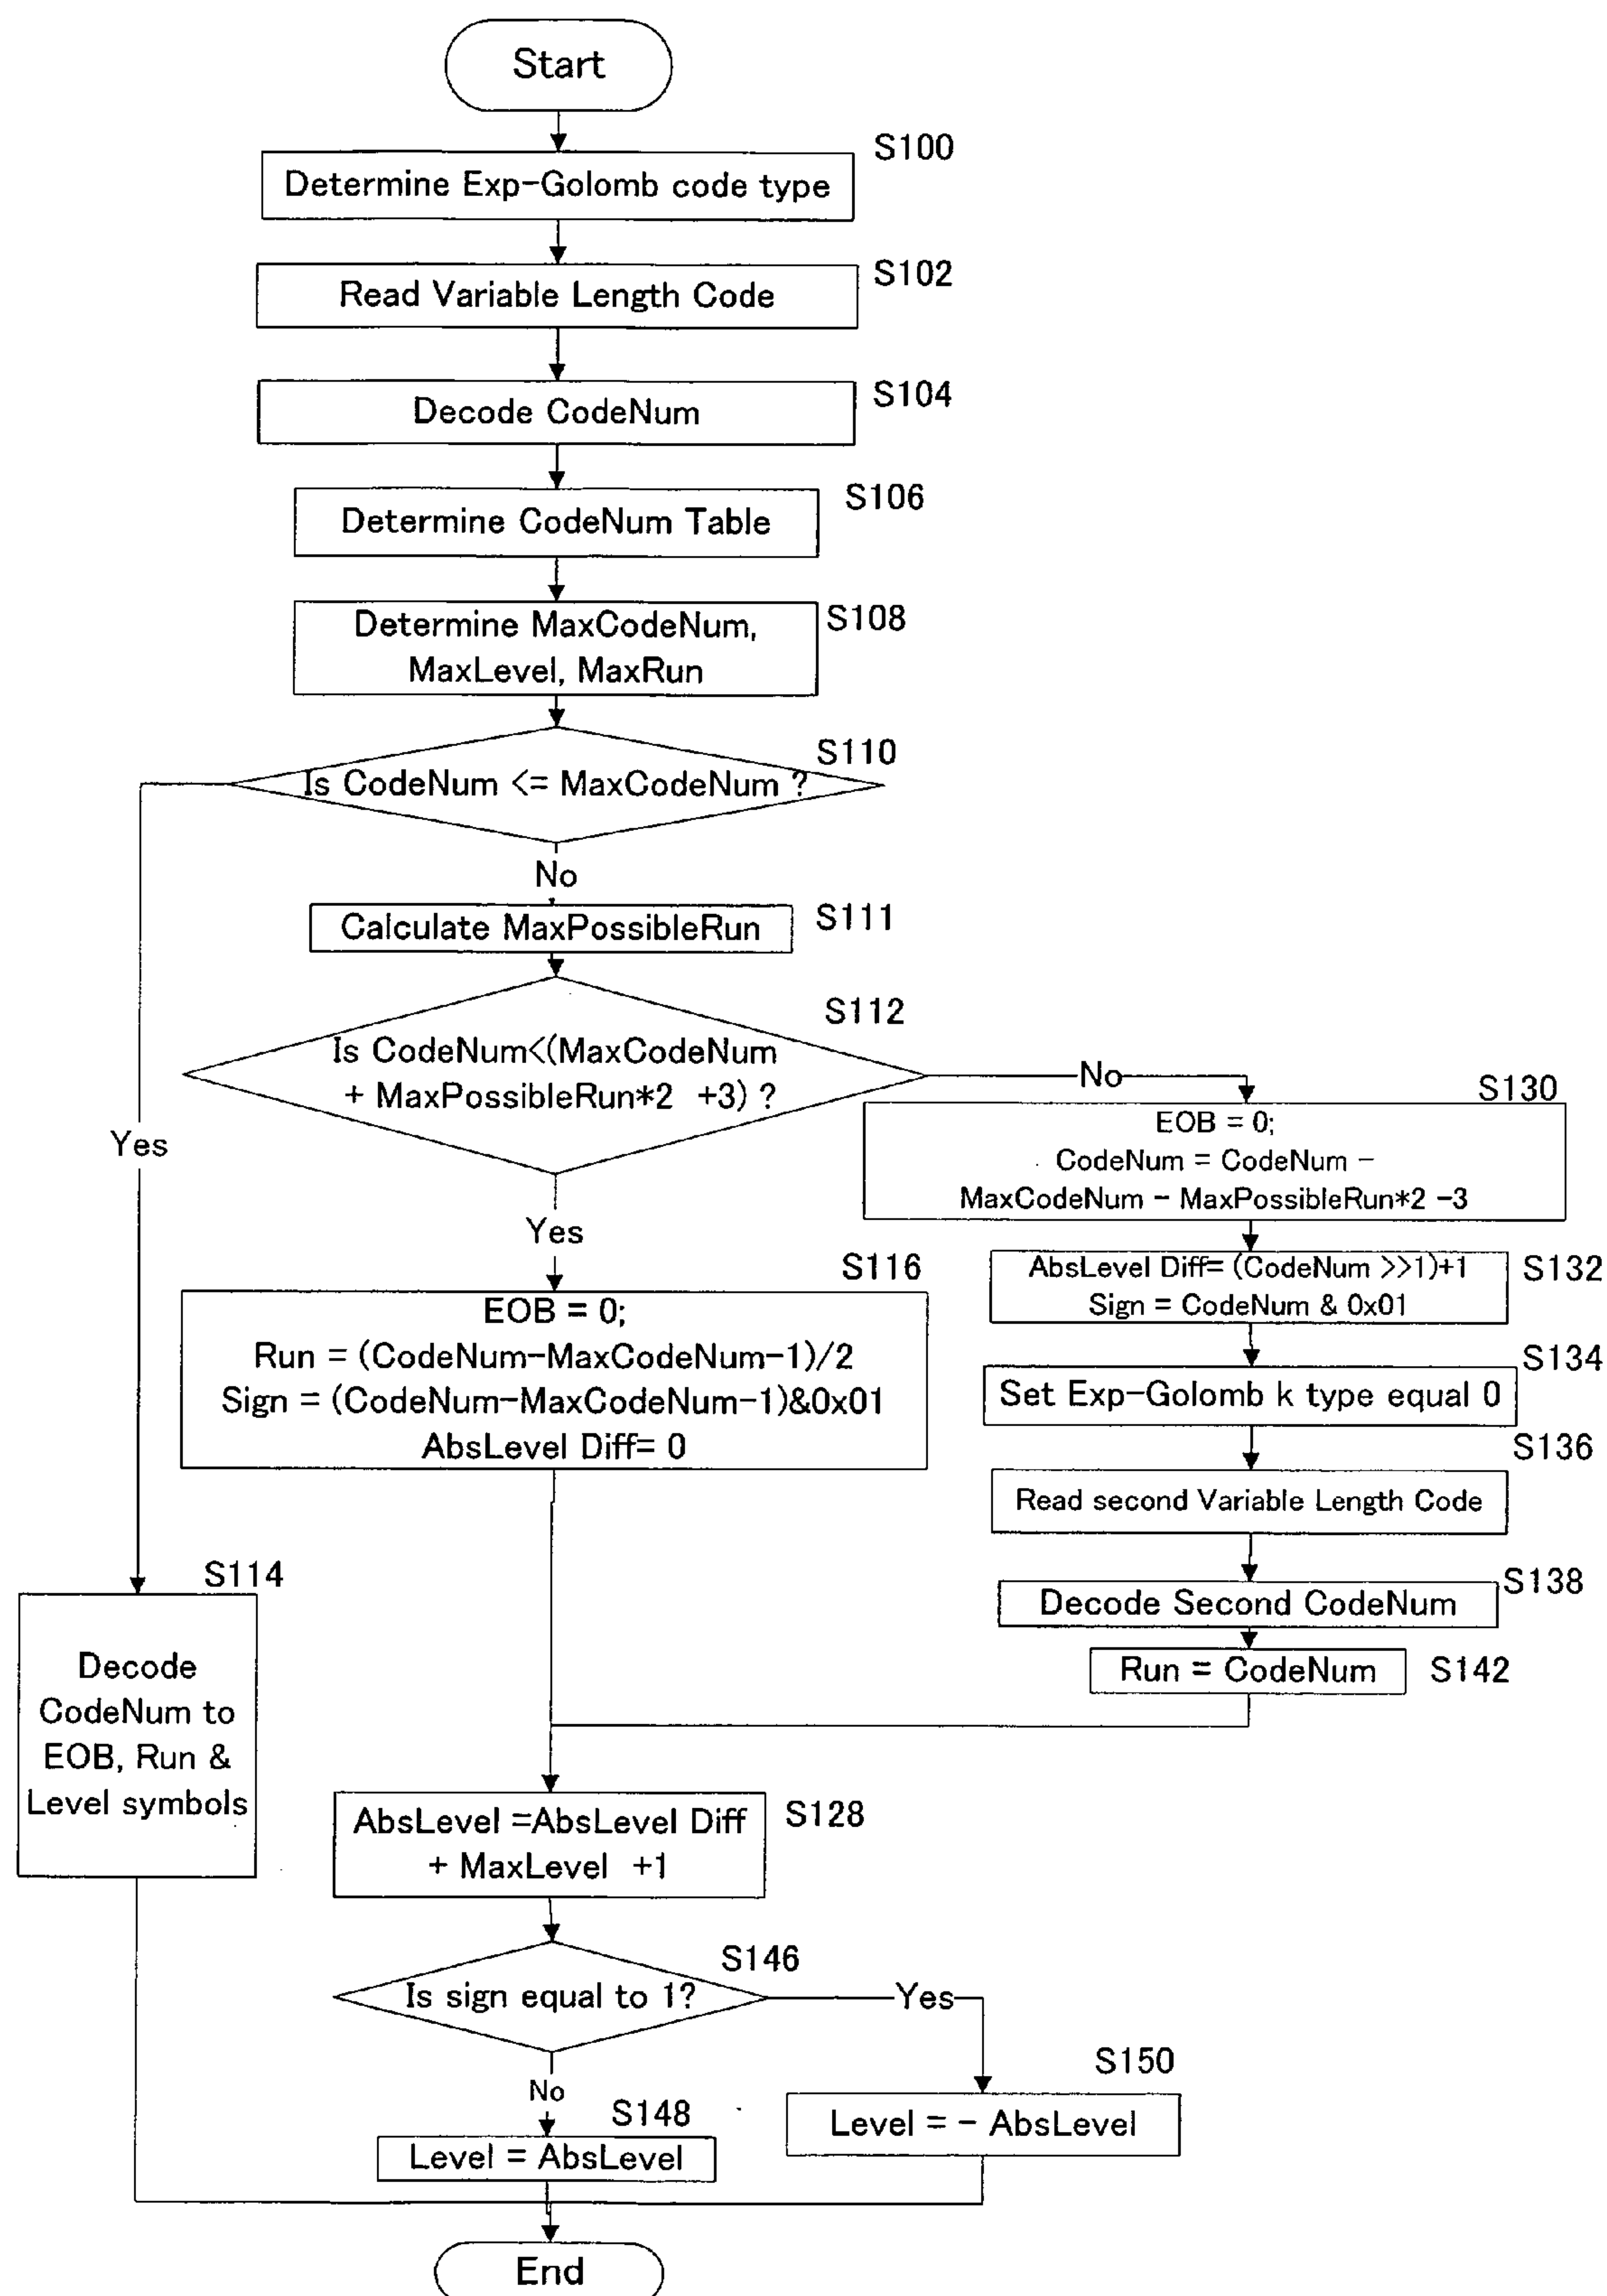 Start
S100
Determine Exp-Golomb code type
S102
Read Variable Length Code
S104
Decode CodeNum
S106
Determine CodeNum Table
S108
Determine MaxCodeNum,
MaxLevel, MaxRun
S110
Is CodeNum <= MaxCodeNum ?
No
S111
Calculate MaxPossibleRun
S112
Is CodeNum<(MaxCodeNum
+ MaxPossibleRun*2 +3) ?
No
S130
EOB = 0;
CodeNum = CodeNum -
MaxCodeNum - MaxPossibleRun*2 -3
Yes
Yes
S132
AbsLevel Diff= (CodeNum >>1)+1
Sign = CodeNum & 0x01
S116
EOB = 0;
Run = (CodeNum-MaxCodeNum-1)/2
Sign = (CodeNum-MaxCodeNum-1)&0x01
AbsLevel Diff= 0
S134
Set Exp-Golomb k type equal 0
S136
Read second Variable Length Code
S138
Decode Second CodeNum
Run = CodeNum
S142
S114
Decode
CodeNum to
EOB, Run &
Level symbols
S128
AbsLevel =AbsLevel Diff
+ MaxLevel +1
S146
Is sign equal to 1?
Yes
No
S150
Level = - AbsLevel
S148
Level = AbsLevel
End